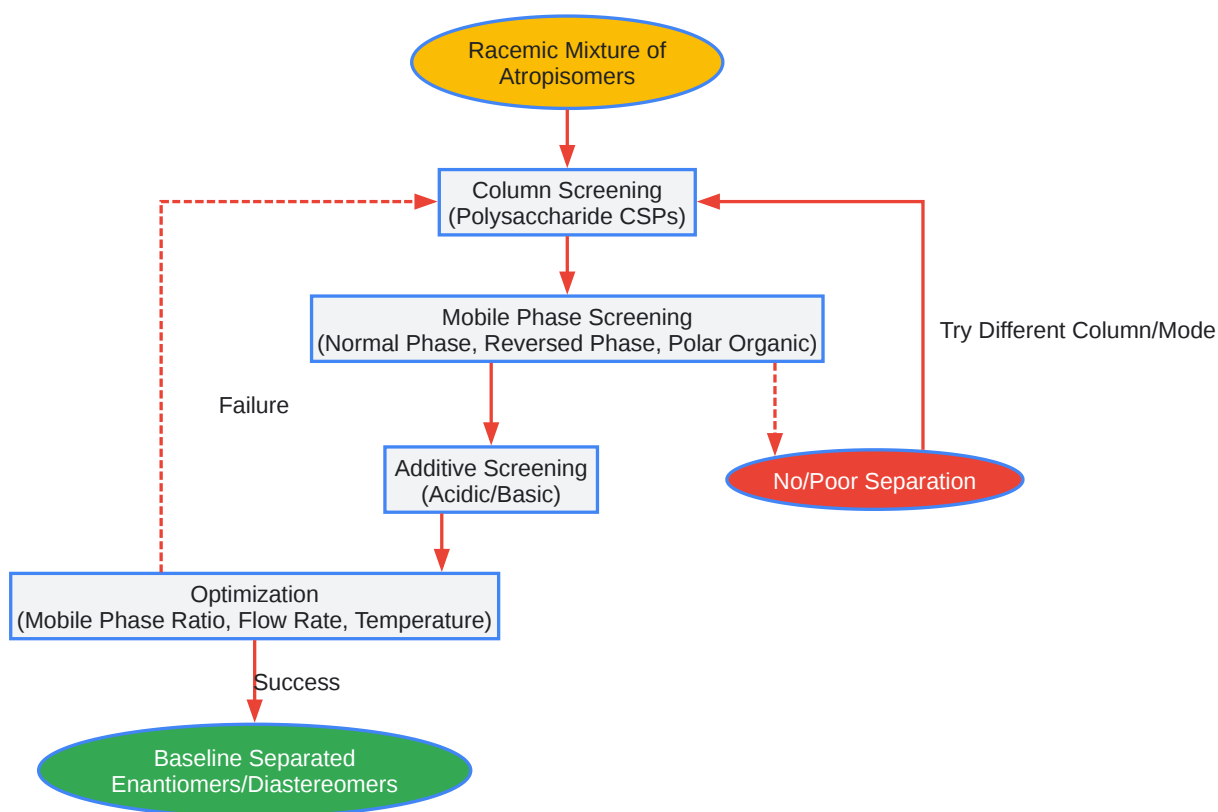 Racemic Mixture of
Atropisomers
Column Screening
(Polysaccharide CSPs)
Mobile Phase Screening
(Normal Phase, Reversed Phase, Polar Organic)
Try Different Column/Mode
Failure
Additive Screening
(Acidic/Basic)
No/Poor Separation
Optimization
(Mobile Phase Ratio, Flow Rate, Temperature)
Success
Baseline Separated
Enantiomers/Diastereomers